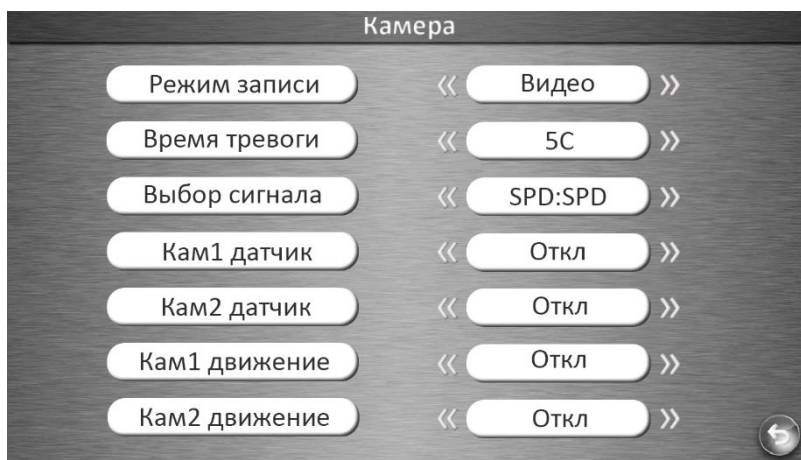 Камера
Режим записи Видео
Время тревоги 5С
Выбор сигнала SPD:SPD
Кам1 датчик Откл
Кам2 датчик Откл
Кам1 движение Откл
Кам2 движение Откл